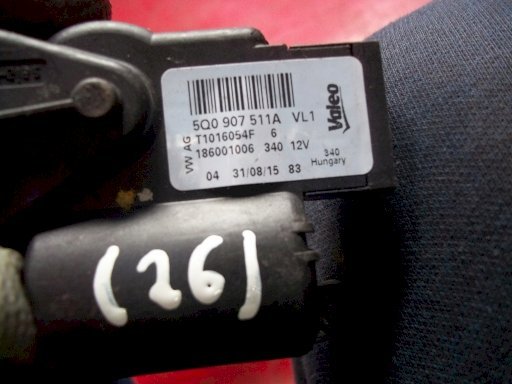 5Q0 907 511A VL1
VW AG
T1016054F 6
186001006 340 12V
04 31/08/15 83
Valeo
340
Hungary
(26)